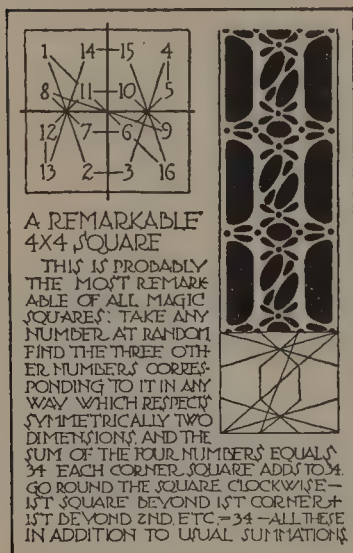 1 14 15 4
8 11 10 5
12 7 6 9
13 2 3 16
A REMARKABLE
4X4 SQUARE
THIS IS PROBABLY
THE MOST REMARK-
ABLE OF ALL MAGIC
SQUARES: TAKE ANY
NUMBER AT RANDOM
FIND THE THREE OTH-
ER NUMBERS CORRES-
PONDING TO IT IN ANY
WAY WHICH RESPECTS
SYMMETRICALLY TWO
DIMENSIONS, AND THE
SUM OF THE FOUR NUMBERS EQUALS
34 EACH CORNER SQUARE ADDS TO 34.
GO ROUND THE SQUARE CLOCKWISE—
1ST SQUARE BEYOND 1ST CORNER +
1ST BEYOND 2ND, ETC. = 34 — ALL THESE
IN ADDITION TO USUAL SUMMATIONS